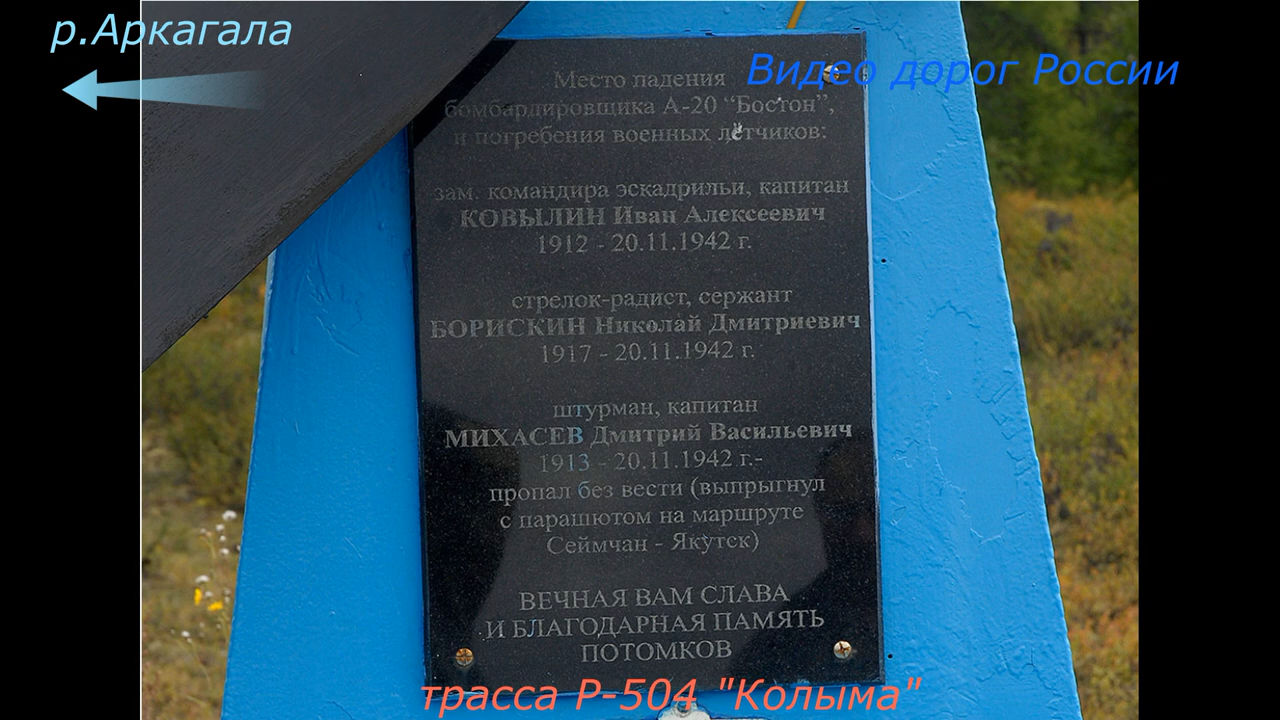 р.Аркагала
Видео дорог России
Место падения
бомбардировщика А-20 “Бостон”,
и погребения военных лётчиков:
зам. командира эскадрильи, капитан
КОВЫЛИН Иван Алексеевич
1912 - 20.11.1942 г.
стрелок-радист, сержант
БОРИСКИН Николай Дмитриевич
1917 - 20.11.1942 г.
штурман, капитан
МИХАСЕВ Дмитрий Васильевич
1913 - 20.11.1942 г.-
пропал без вести (выпрыгнул
с парашютом на маршруте
Сеймчан - Якутск)
ВЕЧНАЯ ВАМ СЛАВА
И БЛАГОДАРНАЯ ПАМЯТЬ
ПОТОМКОВ
трасса Р-504 "Колыма"